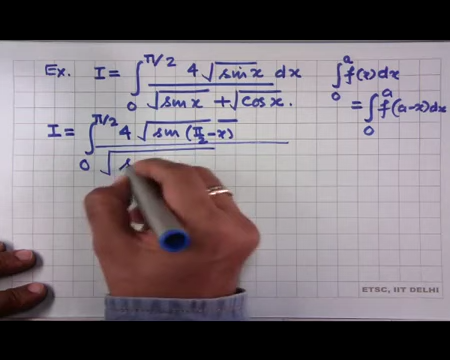 Ex. I = ∫₀^{π/2} 4√(sin x) dx / (√(sin x) + √(cos x)).
∫₀^a f(x)dx
= ∫₀^a f(a-x)dx
I = ∫₀^{π/2} 4√(sin(π/2 - x)) / √(s
ETSC, IIT DELHI